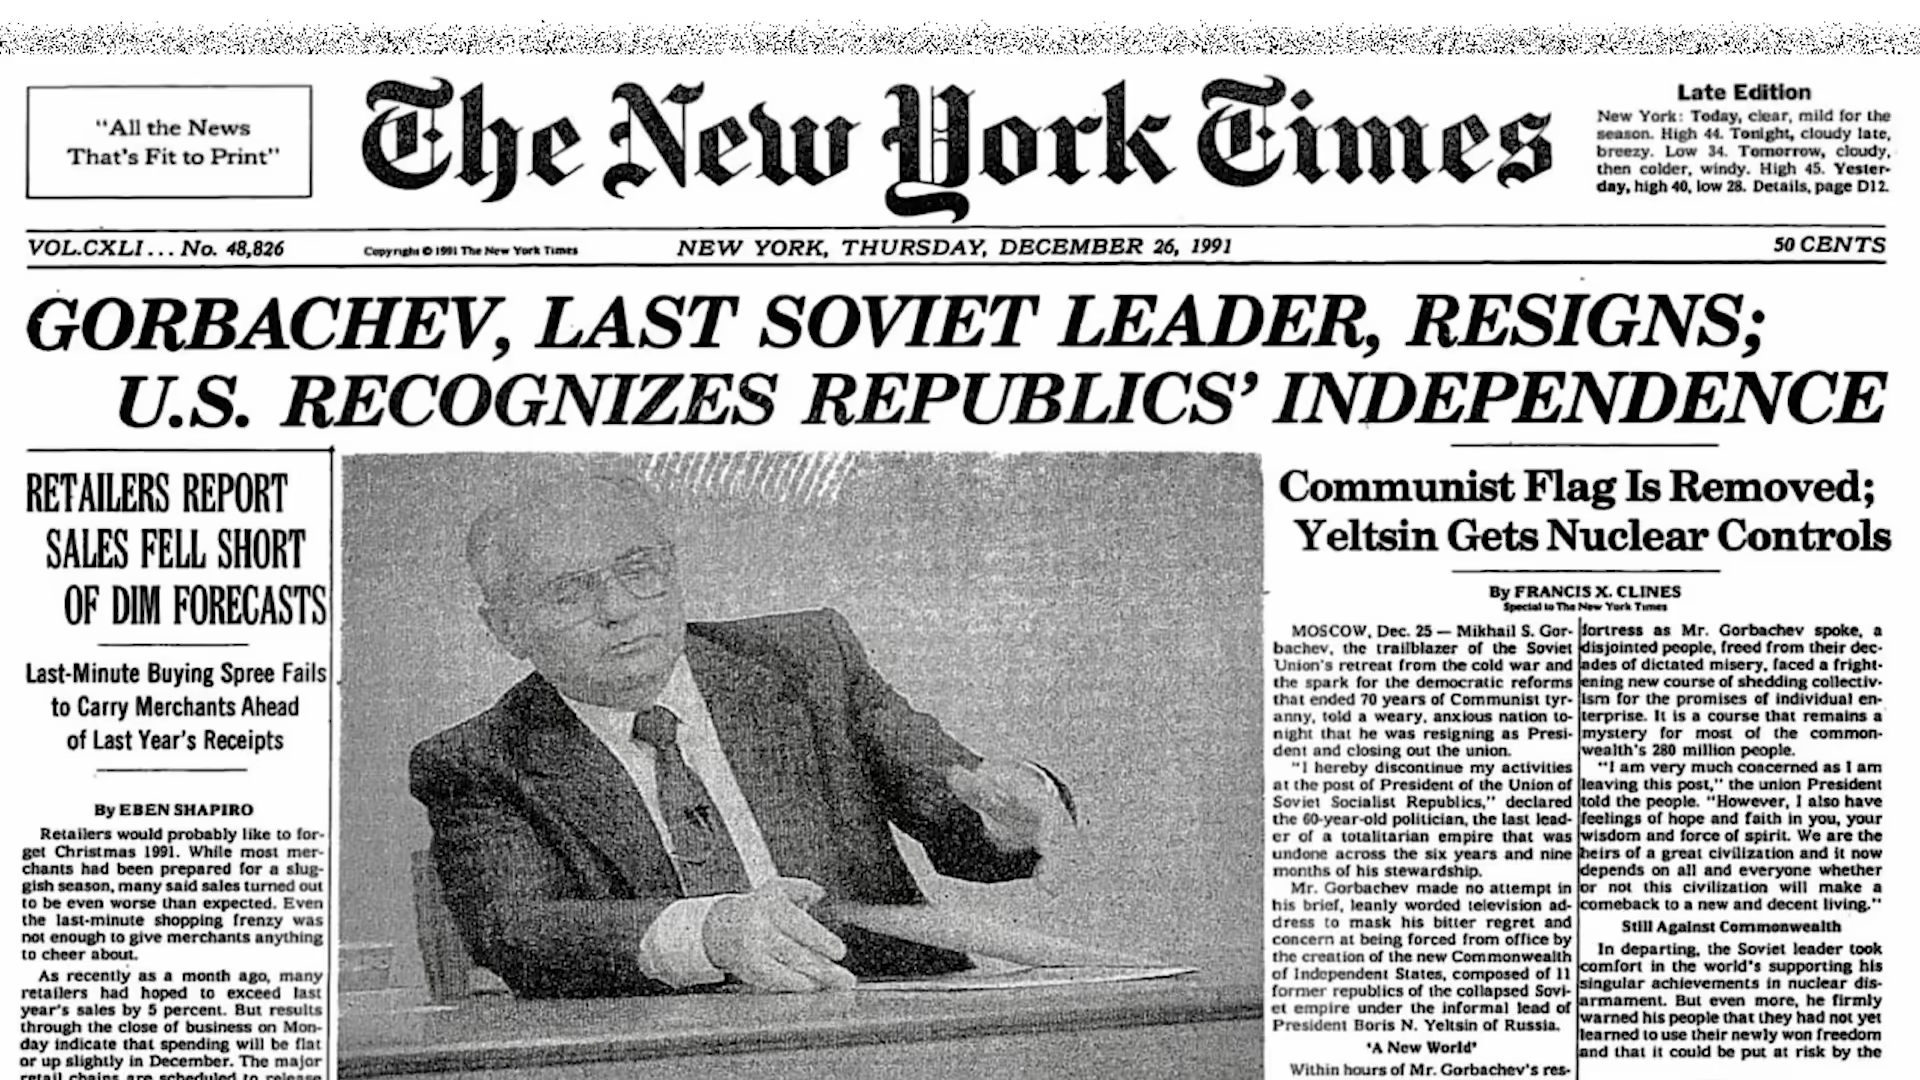 "All the News
That's Fit to Print"
The New York Times
Late Edition
New York: Today, clear, mild for the
season. High 44. Tonight, cloudy late,
breezy. Low 34. Tomorrow, cloudy,
then colder, windy. High 45. Yester-
day, high 40, low 28. Details, page D12.
VOL.CXLI... No. 48,826
Copyright © 1991 The New York Times
NEW YORK, THURSDAY, DECEMBER 26, 1991
50 CENTS
GORBACHEV, LAST SOVIET LEADER, RESIGNS;
U.S. RECOGNIZES REPUBLICS' INDEPENDENCE
RETAILERS REPORT
SALES FELL SHORT
OF DIM FORECASTS
Last-Minute Buying Spree Fails
to Carry Merchants Ahead
of Last Year's Receipts
By EBEN SHAPIRO
Retailers would probably like to for-
get Christmas 1991. While most mer-
chants had been prepared for a slug-
gish season, many said sales turned out
to be even worse than expected. Even
the last-minute shopping frenzy was
not enough to give merchants anything
to cheer about.
As recently as a month ago, many
retailers had hoped to exceed last
year's sales by 5 percent. But results
through the close of business on Mon-
day indicate that spending will be flat
or up slightly in December. The major
retail chains are scheduled to release
Communist Flag Is Removed;
Yeltsin Gets Nuclear Controls
By FRANCIS X. CLINES
Special to The New York Times
MOSCOW, Dec. 25 — Mikhail S. Gor-
bachev, the trailblazer of the Soviet
Union's retreat from the cold war and
the spark for the democratic reforms
that ended 70 years of Communist tyr-
anny, told a weary, anxious nation to-
night that he was resigning as Presi-
dent and closing out the union.
"I hereby discontinue my activities
at the post of President of the Union of
Soviet Socialist Republics," declared
the 60-year-old politician, the last lead-
er of a totalitarian empire that was
undone across the six years and nine
months of his stewardship.
Mr. Gorbachev made no attempt in
his brief, leanly worded television ad-
dress to mask his bitter regret and
concern at being forced from office by
the creation of the new Commonwealth
of Independent States, composed of 11
former republics of the collapsed Sovi-
et empire under the informal lead of
President Boris N. Yeltsin of Russia.
'A New World'
Within hours of Mr. Gorbachev's res-
fortress as Mr. Gorbachev spoke, a
disjointed people, freed from their dec-
ades of dictated misery, faced a fright-
ening new course of shedding collectiv-
ism for the promises of individual en-
terprise. It is a course that remains a
mystery for most of the common-
wealth's 280 million people.
"I am very much concerned as I am
leaving this post," the union President
told the people. "However, I also have
feelings of hope and faith in you, your
wisdom and force of spirit. We are the
heirs of a great civilization and it now
depends on all and everyone whether
or not this civilization will make a
comeback to a new and decent living."
Still Against Commonwealth
In departing, the Soviet leader took
comfort in the world's supporting his
singular achievements in nuclear dis-
armament. But even more, he firmly
warned his people that they had not yet
learned to use their newly won freedom
and that it could be put at risk by the